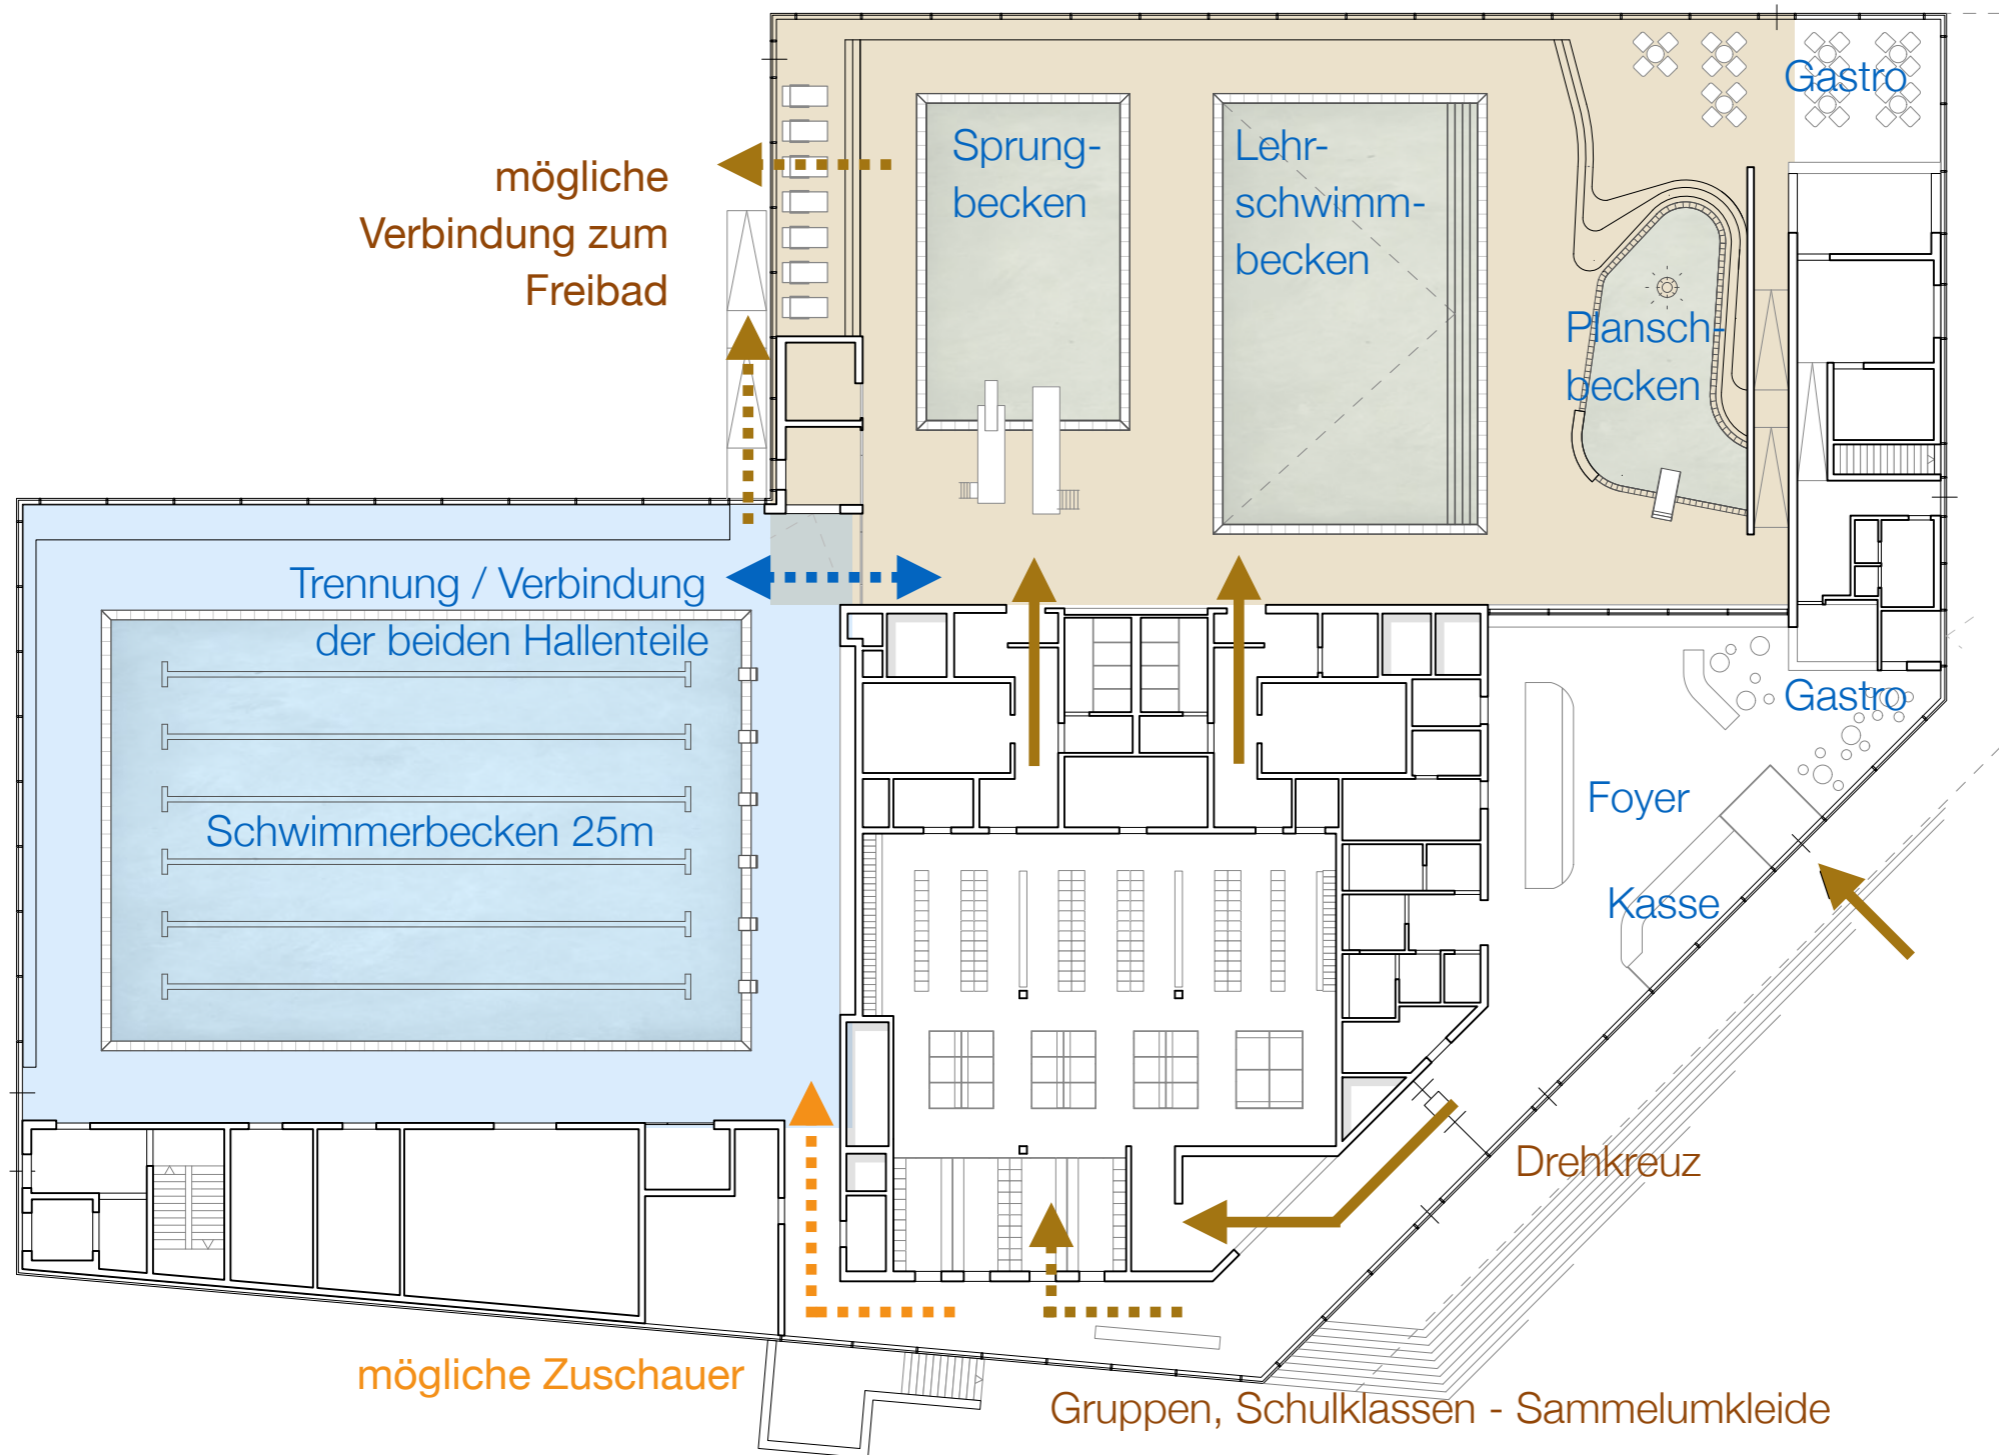 Gastro
Sprung-
becken
Lehr-
schwimm-
becken
mögliche
Verbindung zum
Freibad
Plansch-
becken
Trennung / Verbindung
der beiden Hallenteile
Gastro
Foyer
Schwimmerbecken 25m
Kasse
Drehkreuz
mögliche Zuschauer
Gruppen, Schulklassen - Sammelumkleide